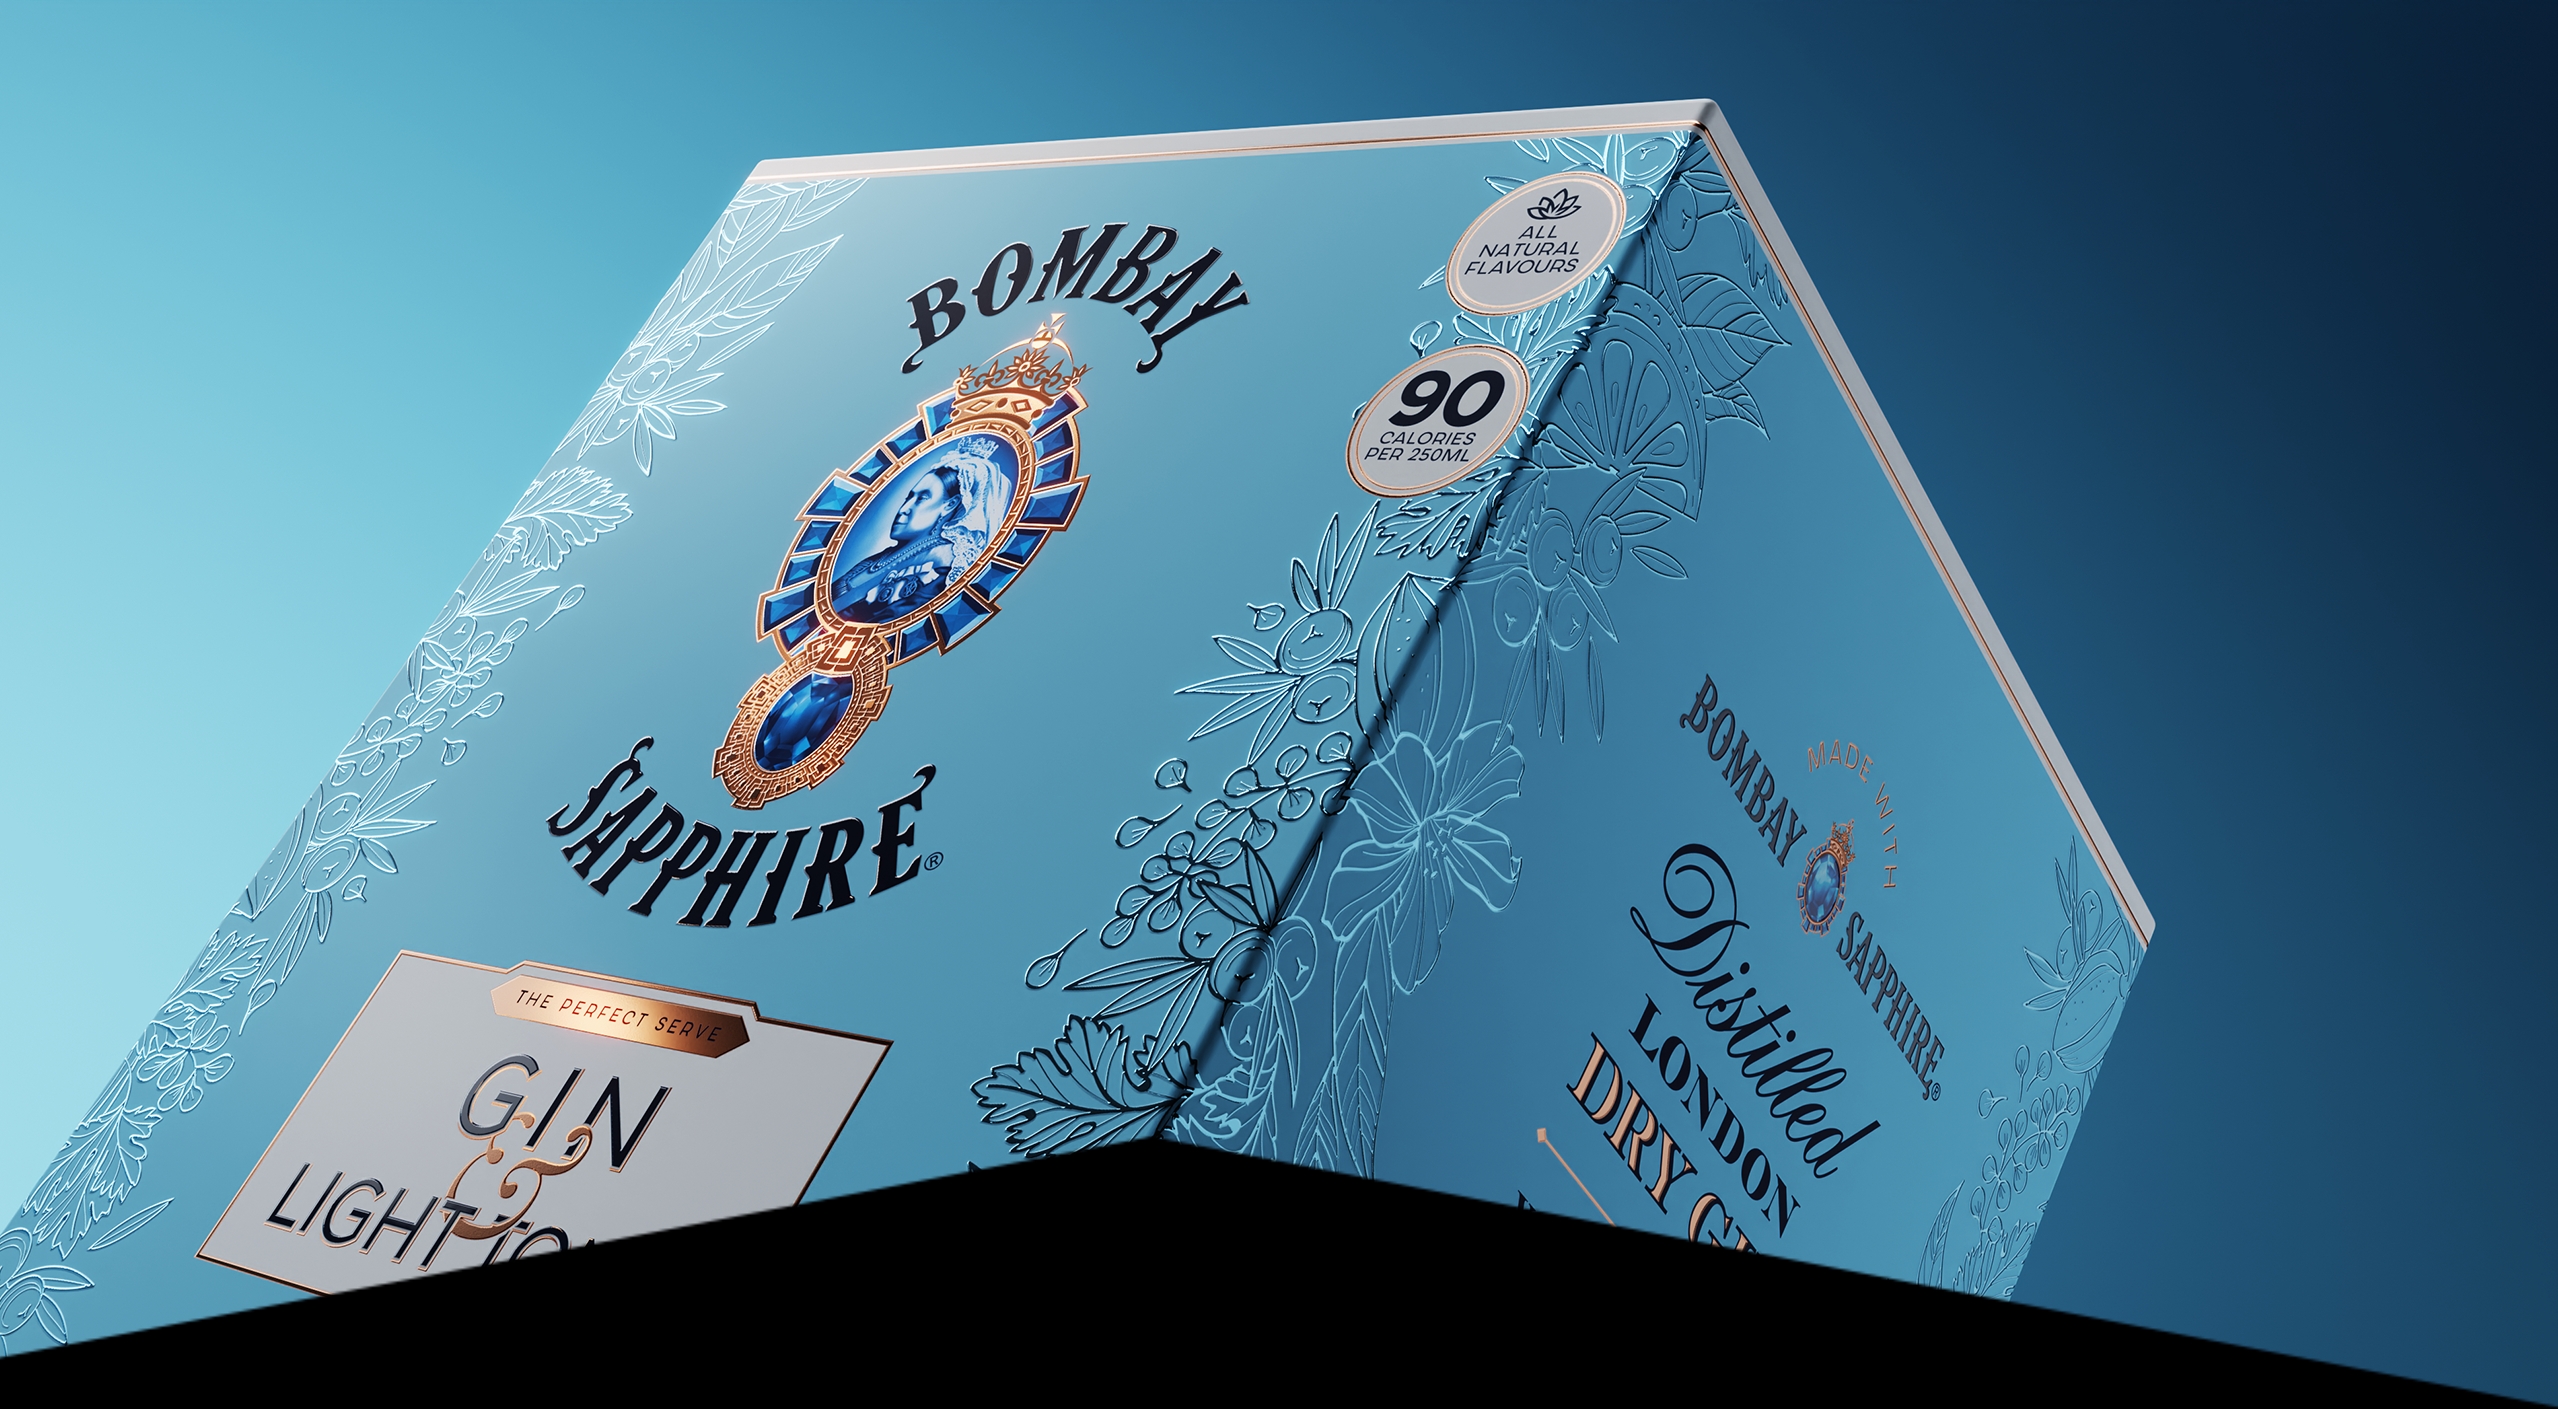 BOMBAY
SAPPHIRE®
ALL
NATURAL
FLAVOURS
90
CALORIES
PER 250ML
THE PERFECT SERVE
GIN
&
LIGHT
MADE WITH
BOMBAY SAPPHIRE®
Distilled
LONDON
DRY